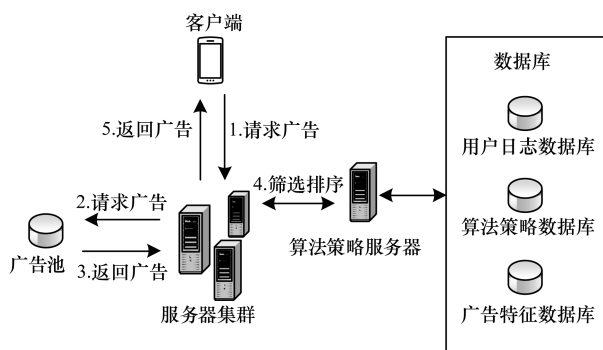 客户端
数据库
5.返回广告
1.请求广告
用户日志数据库
4.筛选排序
2.请求广告
算法策略数据库
广告池
3.返回广告
算法策略服务器
服务器集群
广告特征数据库